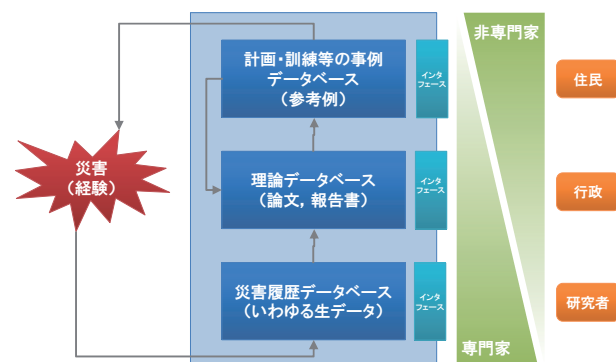 計画・訓練等の事例
データベース
（参考例）
インタ
フェース
非専門家
住民
災害
（経験）
理論データベース
（論文，報告書）
インタ
フェース
行政
災害履歴データベース
（いわゆる生データ）
インタ
フェース
研究者
専門家